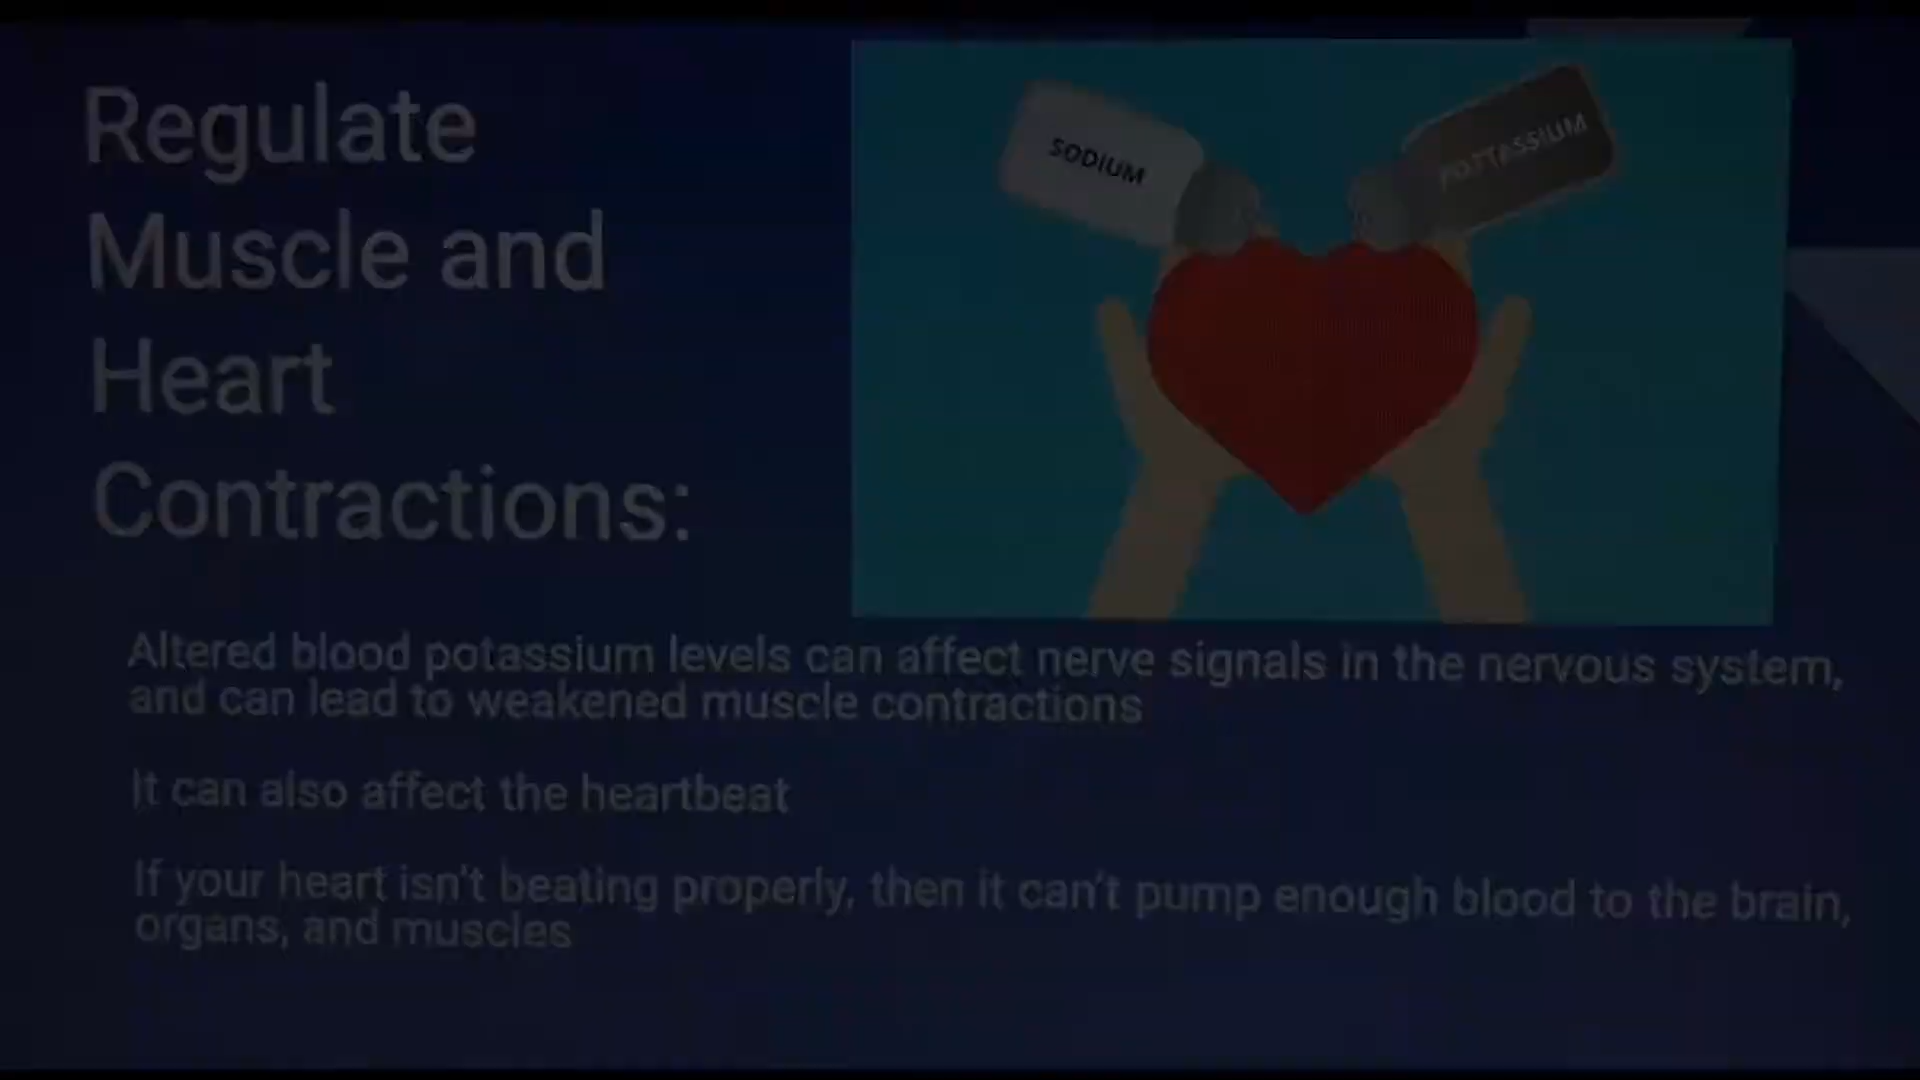 Regulate
Muscle and
Heart
Contractions:
SODIUM
POTTASSIUM
Altered blood potassium levels can affect nerve signals in the nervous system,
and can lead to weakened muscle contractions
It can also affect the heartbeat
If your heart isn't beating properly, then it can't pump enough blood to the brain,
organs, and muscles